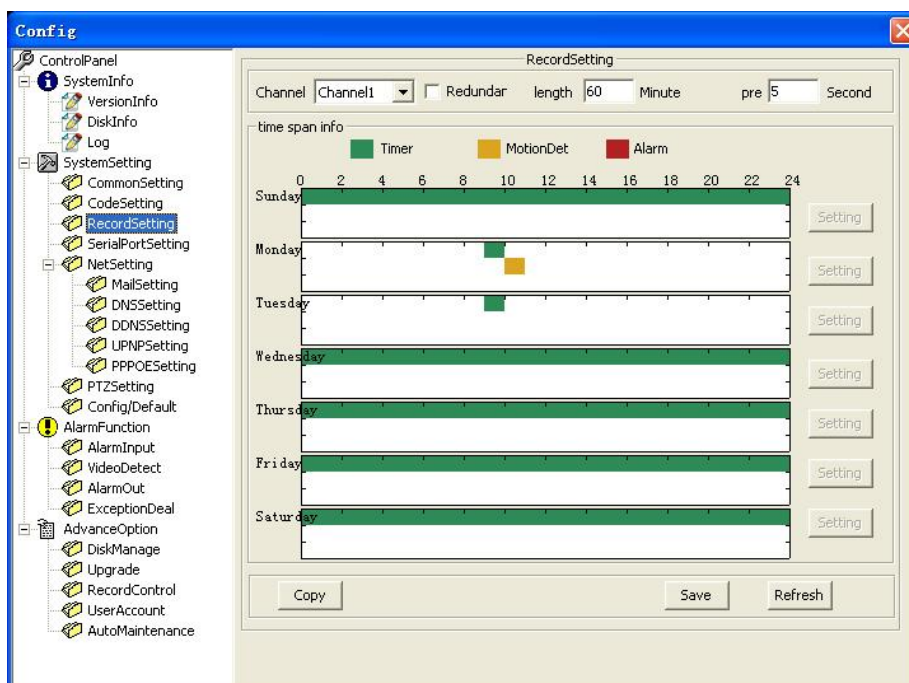 Config
ControlPanel
SystemInfo
VersionInfo
DiskInfo
Log
SystemSetting
CommonSetting
CodeSetting
RecordSetting
SerialPortSetting
NetSetting
MailSetting
DNSSetting
DDNSSetting
UPNPSetting
PPPOESetting
PTZSetting
Config/Default
AlarmFunction
AlarmInput
VideoDetect
AlarmOut
ExceptionDeal
AdvanceOption
DiskManage
Upgrade
RecordControl
UserAccount
AutoMaintenance
RecordSetting
Channel Channel1 Redundar length 60 Minute pre 5 Second
time span info
Timer MotionDet Alarm
0 2 4 6 8 10 12 14 16 18 20 22 24
Sunday Setting
Monday Setting
Tuesday Setting
Wednesday Setting
Thursday Setting
Friday Setting
Saturday Setting
Copy Save Refresh